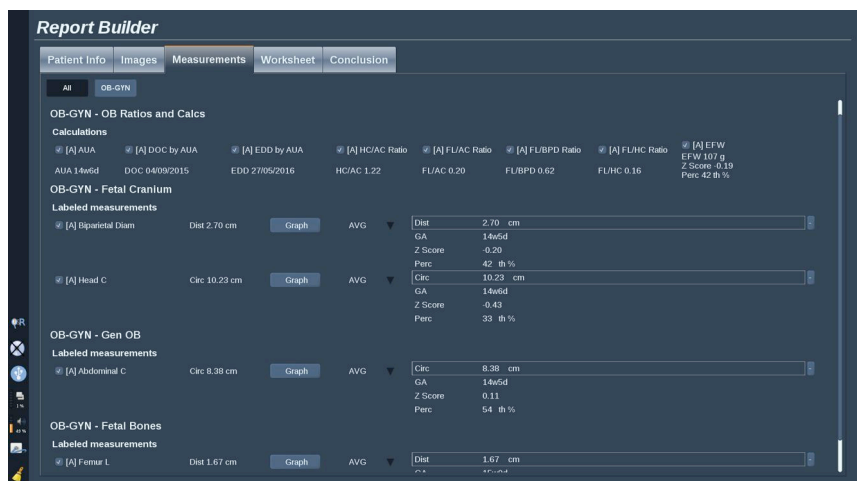 Report Builder
Patient Info Images Measurements Worksheet Conclusion
All OB-GYN
OB-GYN - OB Ratios and Calcs
Calculations
[A] AUA [A] DOC by AUA [A] EDD by AUA [A] HC/AC Ratio [A] FL/AC Ratio [A] FL/BPD Ratio [A] FL/HC Ratio [A] EFW
AUA 14w6d DOC 04/09/2015 EDD 27/05/2016 HC/AC 1.22 FL/AC 0.20 FL/BPD 0.62 FL/HC 0.16
EFW 107 g
Z Score -0.19
Perc 42 th %
OB-GYN - Fetal Cranium
Labeled measurements
[A] Biparietal Diam Dist 2.70 cm Graph AVG Dist 2.70 cm
GA 14w5d
Z Score -0.20
Perc 42 th %
[A] Head C Circ 10.23 cm Graph AVG Circ 10.23 cm
GA 14w6d
Z Score -0.43
Perc 33 th %
OB-GYN - Gen OB
Labeled measurements
[A] Abdominal C Circ 8.38 cm Graph AVG Circ 8.38 cm
GA 14w5d
Z Score 0.11
Perc 54 th %
OB-GYN - Fetal Bones
Labeled measurements
[A] Femur L Dist 1.67 cm Graph AVG Dist 1.67 cm
R
1 %